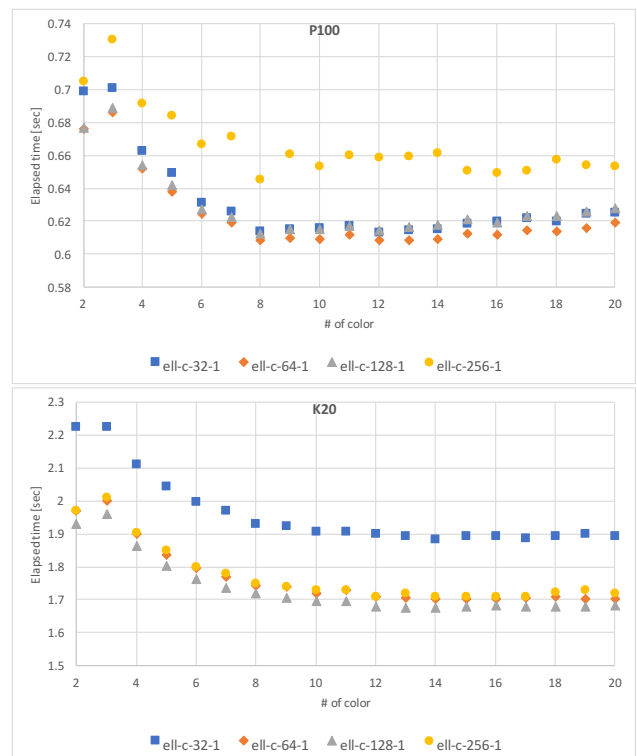 P100
0.74
0.72
0.7
0.68
0.66
0.64
0.62
0.6
0.58
Elapsed time [sec]
2 4 6 8 10 12 14 16 18 20
# of color
ell-c-32-1 ell-c-64-1 ell-c-128-1 ell-c-256-1
K20
2.3
2.2
2.1
2
1.9
1.8
1.7
1.6
1.5
Elapsed time [sec]
2 4 6 8 10 12 14 16 18 20
# of color
ell-c-32-1 ell-c-64-1 ell-c-128-1 ell-c-256-1